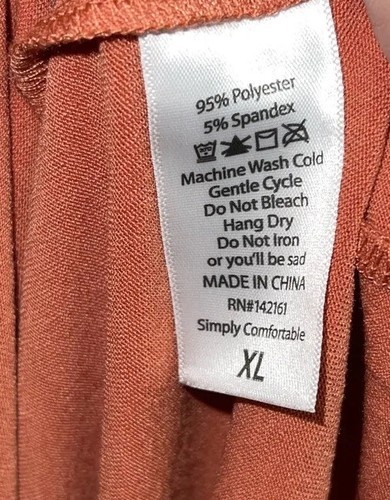 95% Polyester
5% Spandex
Machine Wash Cold
Gentle Cycle
Do Not Bleach
Hang Dry
Do Not Iron
or you'll be sad
MADE IN CHINA
RN#142161
Simply Comfortable
XL